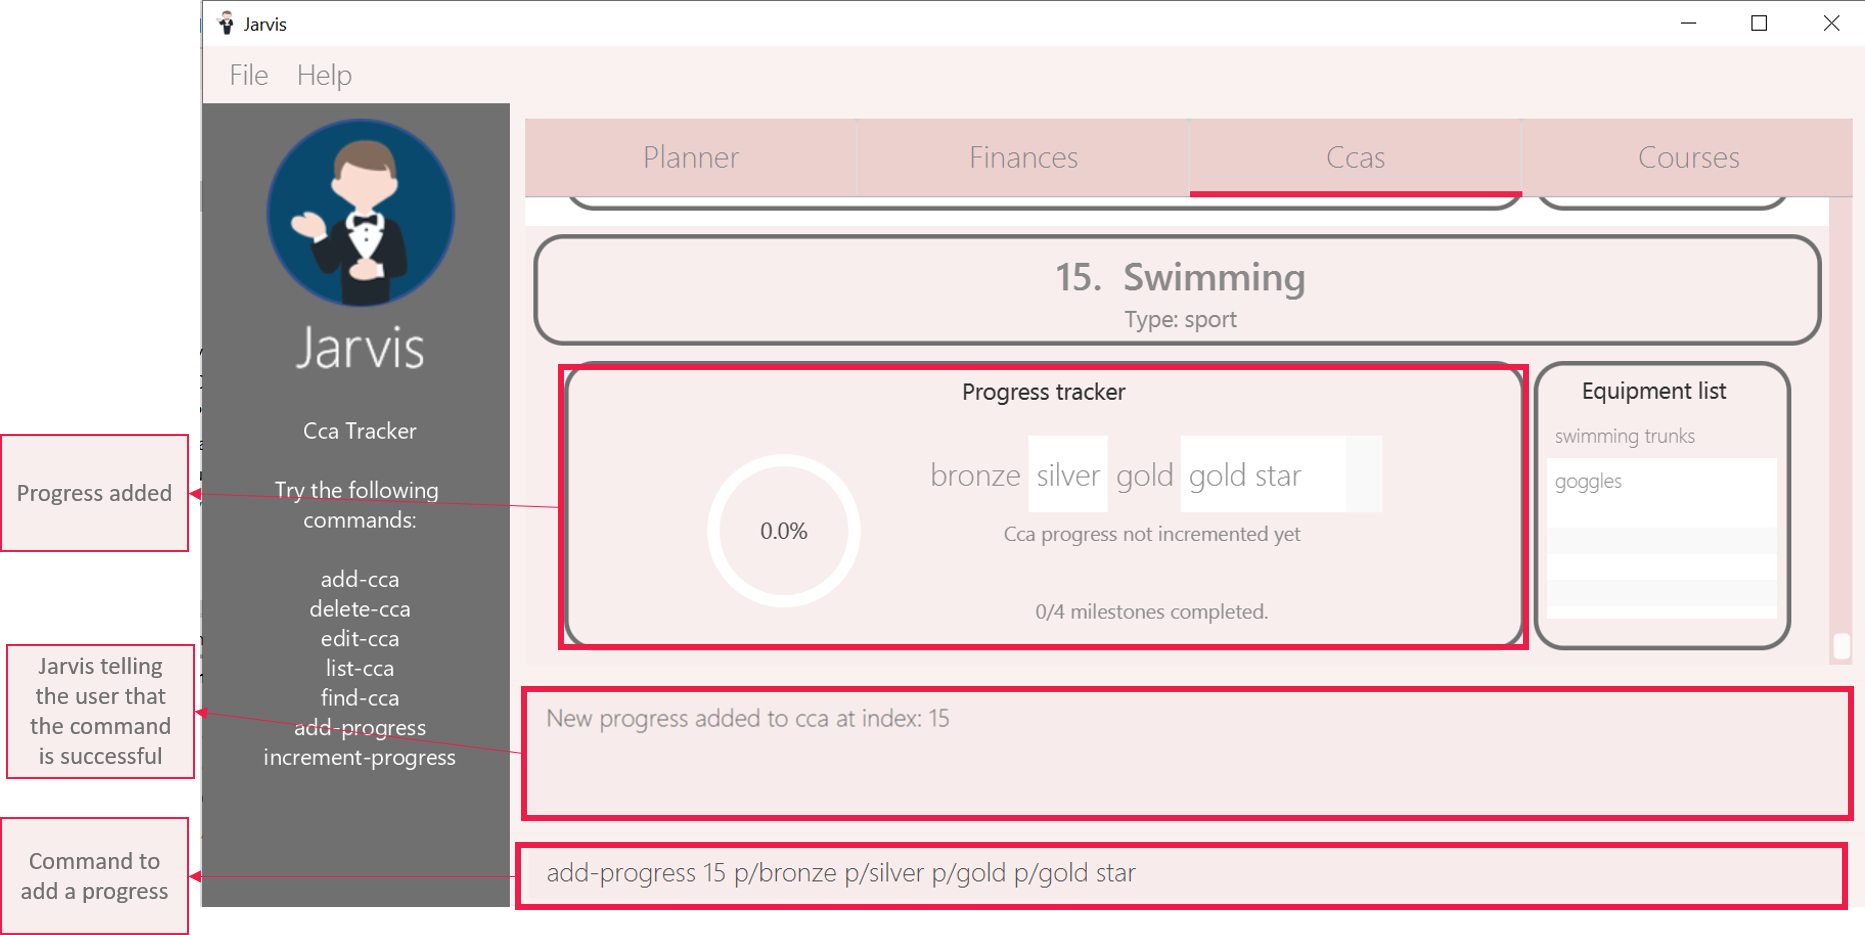 Jarvis
File Help
Planner Finances Ccas Courses
Jarvis
Cca Tracker
Try the following
commands:
add-cca
delete-cca
edit-cca
list-cca
find-cca
add-progress
increment-progress
15. Swimming
Type: sport
Progress tracker
bronze silver gold gold star
0.0%
Cca progress not incremented yet
0/4 milestones completed.
Equipment list
swimming trunks
goggles
New progress added to cca at index: 15
add-progress 15 p/bronze p/silver p/gold p/gold star
Progress added
Jarvis telling
the user that
the command
is successful
Command to
add a progress